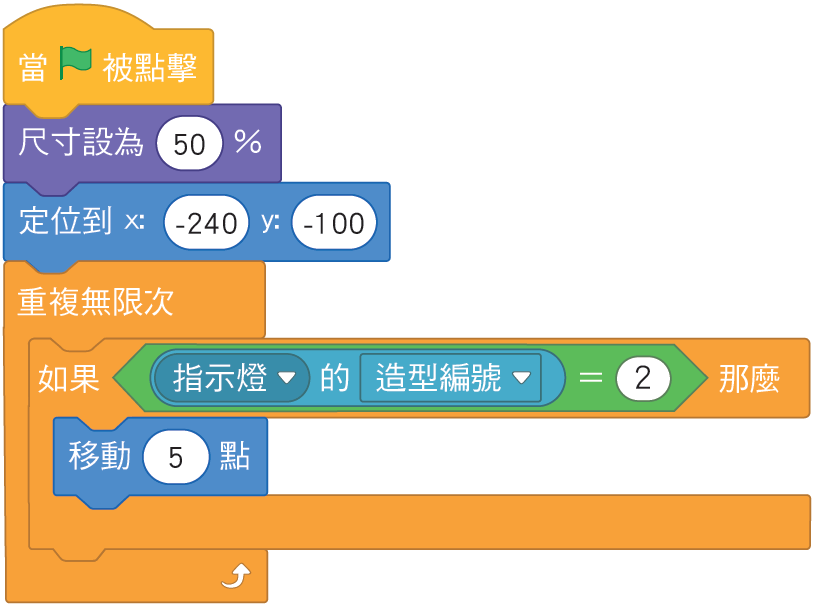 當 被點擊
尺寸設為 50 %
定位到 x: -240 y: -100
重複無限次
如果 指示燈 的 造型編號 = 2 那麼
移動 5 點